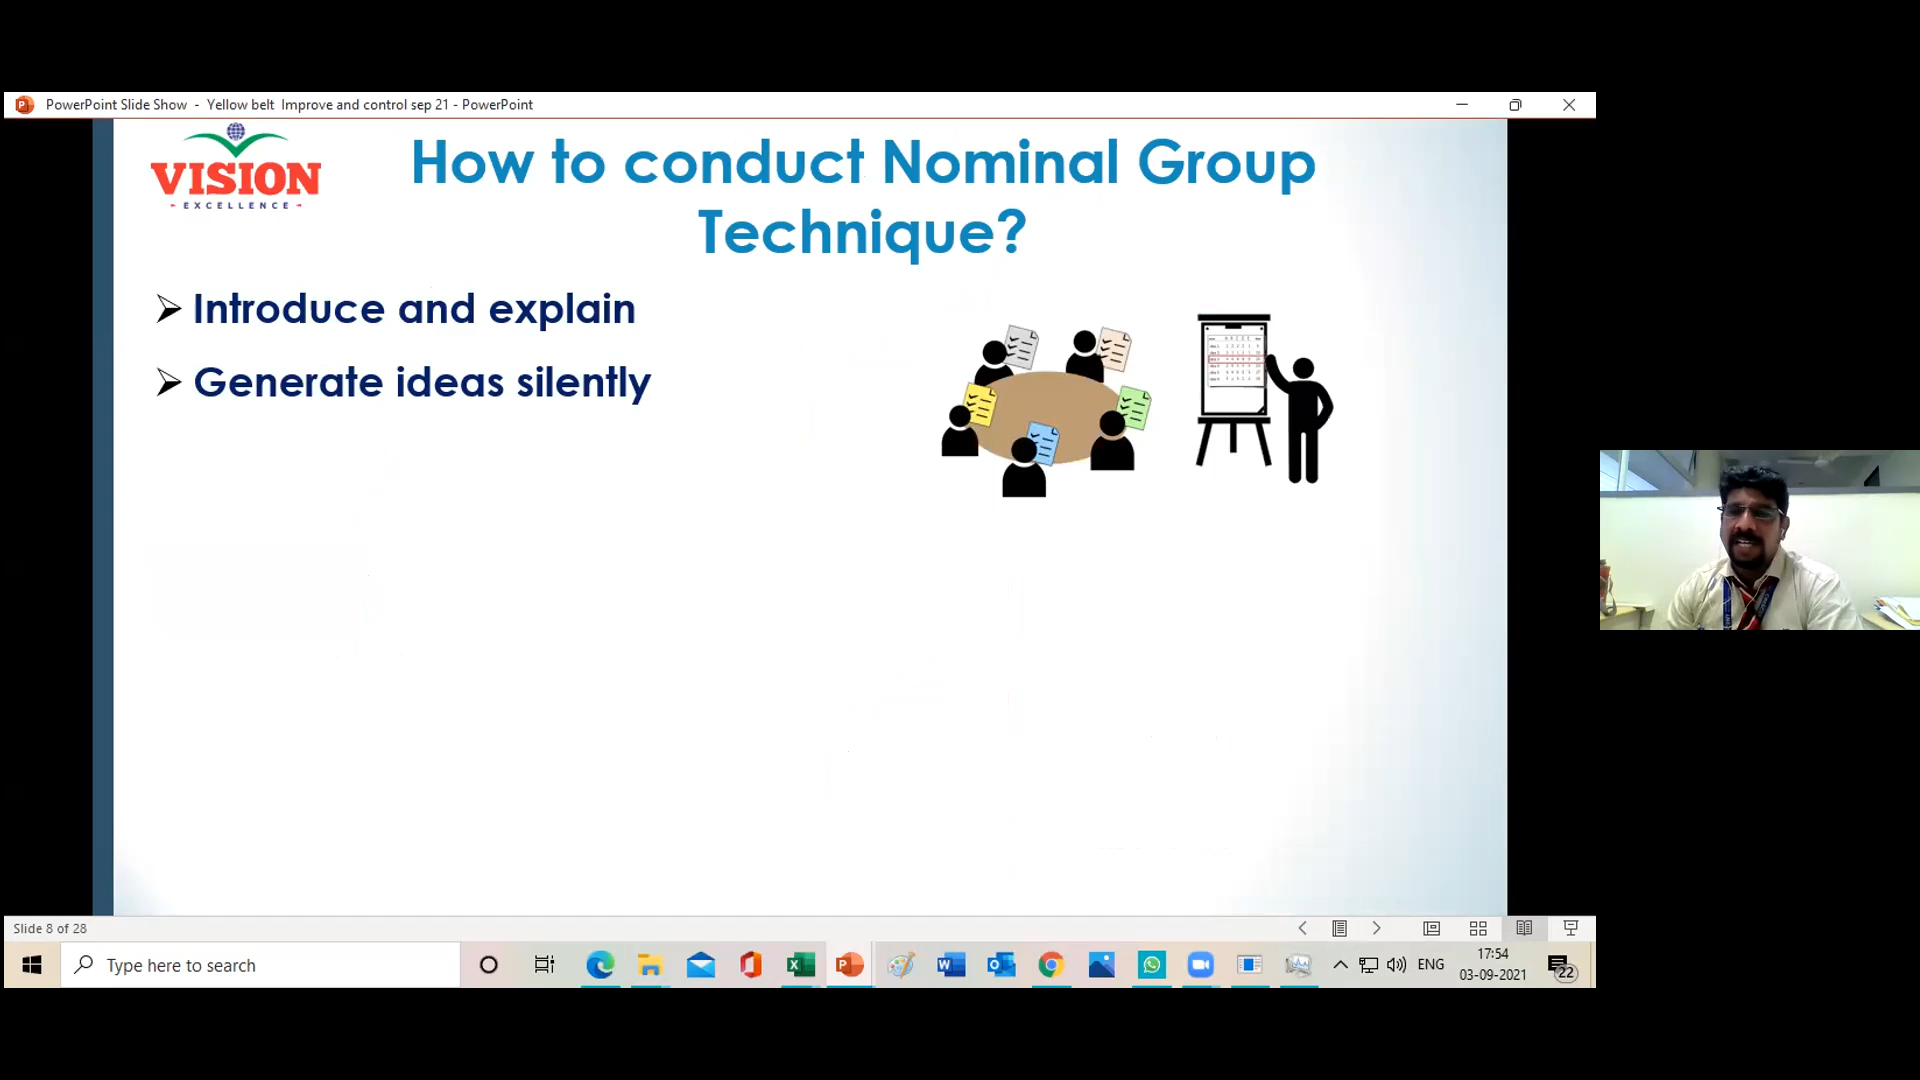 PowerPoint Slide Show - Yellow belt Improve and control sep 21 - PowerPoint
VISION
EXCELLENCE
How to conduct Nominal Group
Technique?
Introduce and explain
Generate ideas silently
Slide 8 of 28
Type here to search
ENG
17:54
03-09-2021
22